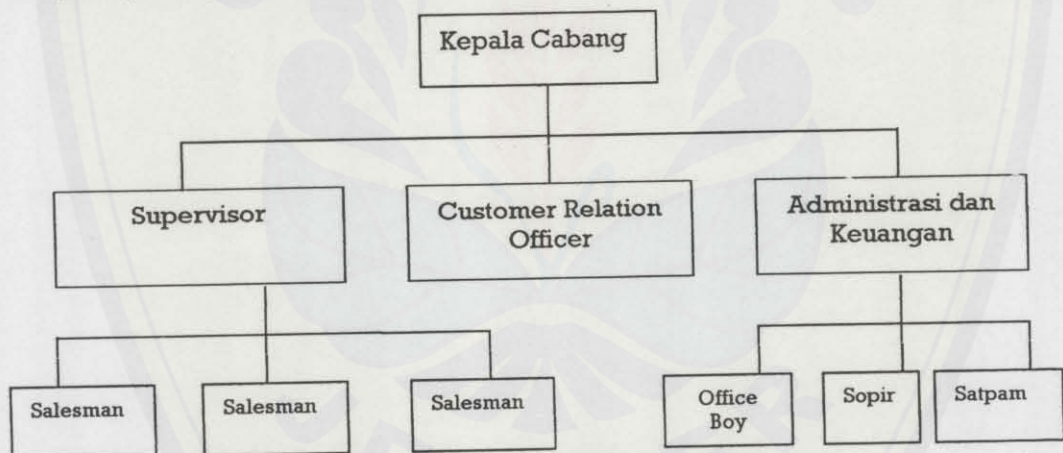 Kepala Cabang
Supervisor
Customer Relation
Officer
Administrasi dan
Keuangan
Salesman
Salesman
Salesman
Office
Boy
Sopir
Satpam